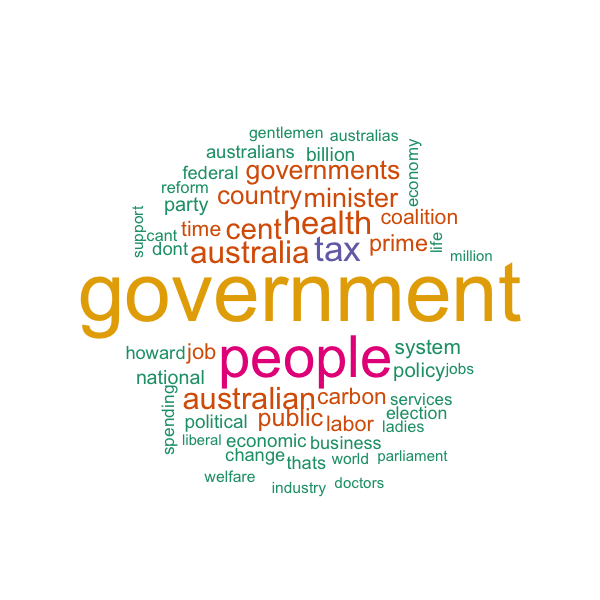 gentlemen australias
australians billion
federal governments economy
reform country minister
party coalition
support cant time cent health prime life
dont australia tax million
government
howard job people system
national policy jobs
spending australian carbon services
political public labor election
liberal economic business ladies
change thats world parliament
welfare industry doctors